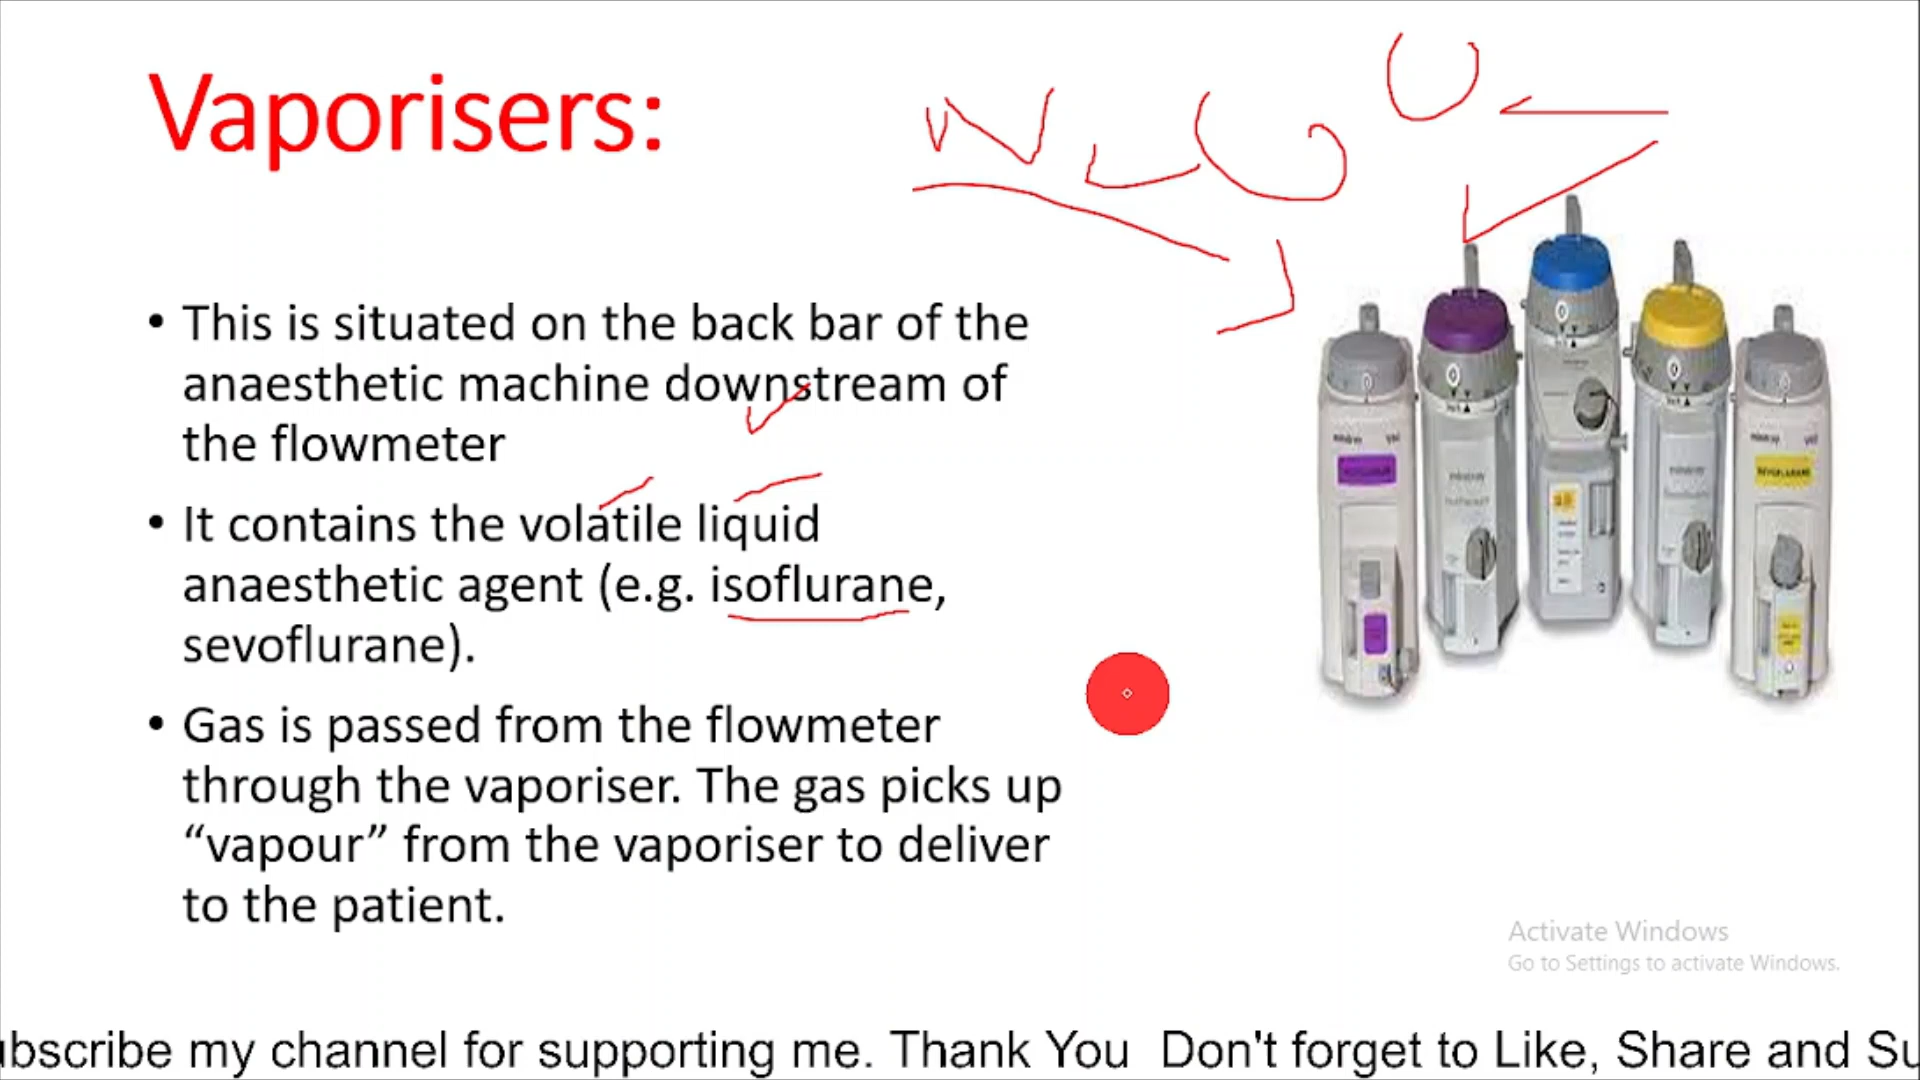 Vaporisers:
• This is situated on the back bar of the
anaesthetic machine downstream of
the flowmeter
• It contains the volatile liquid
anaesthetic agent (e.g. isoflurane,
sevoflurane).
• Gas is passed from the flowmeter
through the vaporiser. The gas picks up
“vapour” from the vaporiser to deliver
to the patient.
Activate Windows
Go to Settings to activate Windows.
ubscribe my channel for supporting me. Thank You Don't forget to Like, Share and Su